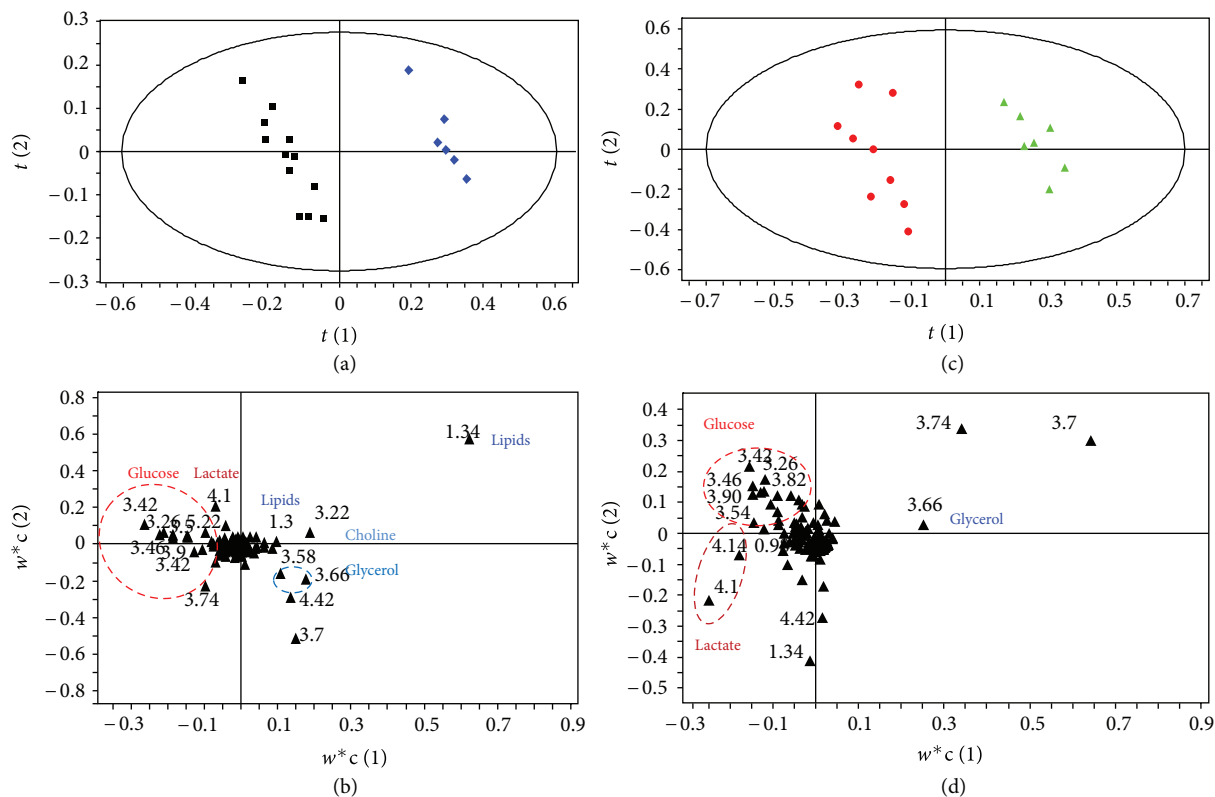 0.3
0.2
0.1
0
−0.1
−0.2
−0.3
t (2)
−0.6 −0.4 −0.2 0 0.2 0.4 0.6
t (1)
(a)
0.6
0.4
0.2
0
−0.2
−0.4
−0.6
t (2)
−0.7 −0.5 −0.3 −0.1 0.1 0.3 0.5 0.7
t (1)
(c)
0.8
0.6
0.4
0.2
0
−0.2
−0.4
−0.6
−0.8
w*c (2)
1.34
Lipids
Glucose Lactate
4.1
Lipids
3.42
3.26
5.22
1.3
3.22
Choline
3.46
3.9
3.58
3.42
3.66
Glycerol
3.74
4.42
3.7
−0.3 −0.1 0.1 0.3 0.5 0.7 0.9
w*c (1)
(b)
0.4
0.3
0.2
0.1
0
−0.1
−0.2
−0.3
−0.4
−0.5
w*c (2)
3.74
3.7
Glucose
3.42
3.26
3.46
3.82
3.90
3.54
3.66
Glycerol
4.14
4.1
4.42
1.34
Lactate
−0.3 −0.1 0.1 0.3 0.5 0.7 0.9
w*c (1)
(d)